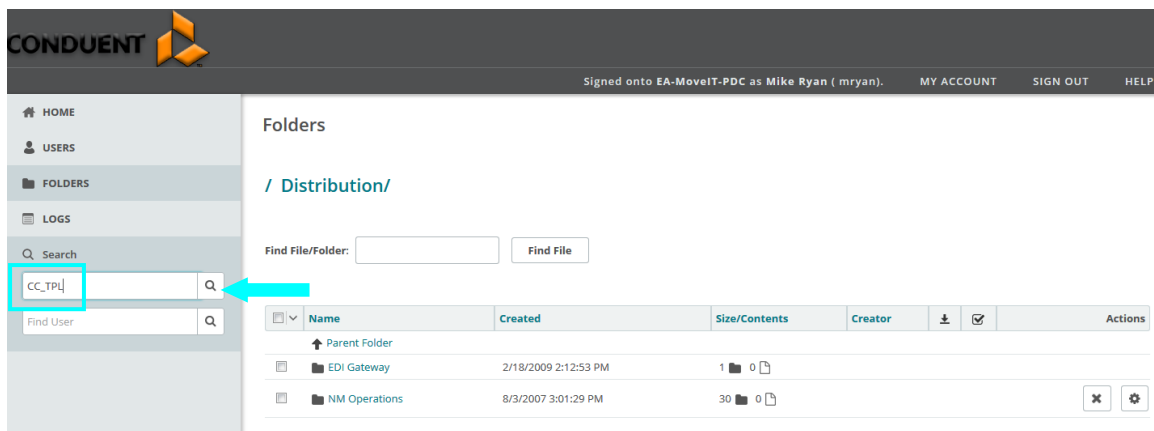 CONDUENT
Signed onto EA-MoveIT-PDC as Mike Ryan ( mryan). MY ACCOUNT SIGN OUT HELP
HOME
USERS
FOLDERS
LOGS
Search
CC_TPL
Find User
Folders
/ Distribution/
Find File/Folder: Find File
Name Created Size/Contents Creator Actions
Parent Folder
EDI Gateway 2/18/2009 2:12:53 PM 1 0
NM Operations 8/3/2007 3:01:29 PM 30 0